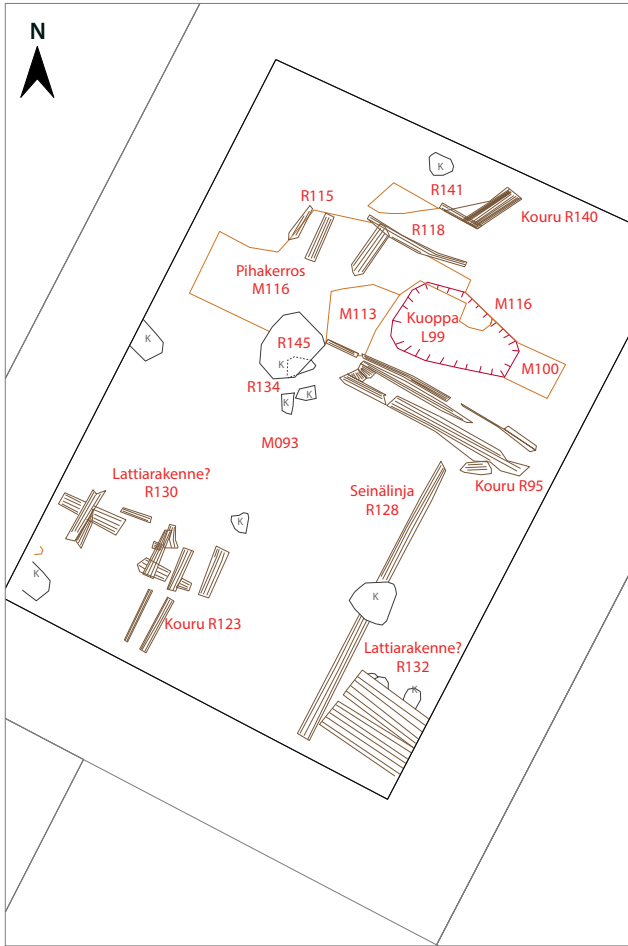 N
K
R141
R115
Kouru R140
R118
Pihakerros
M116
M116
M113
Kuoppa
L99
R145
K
M100
R134
K
K
K
M093
Lattiarakenne?
R130
Seinälinja
R128
Kouru R95
K
K
K
Kouru R123
Lattiarakenne?
R132
K